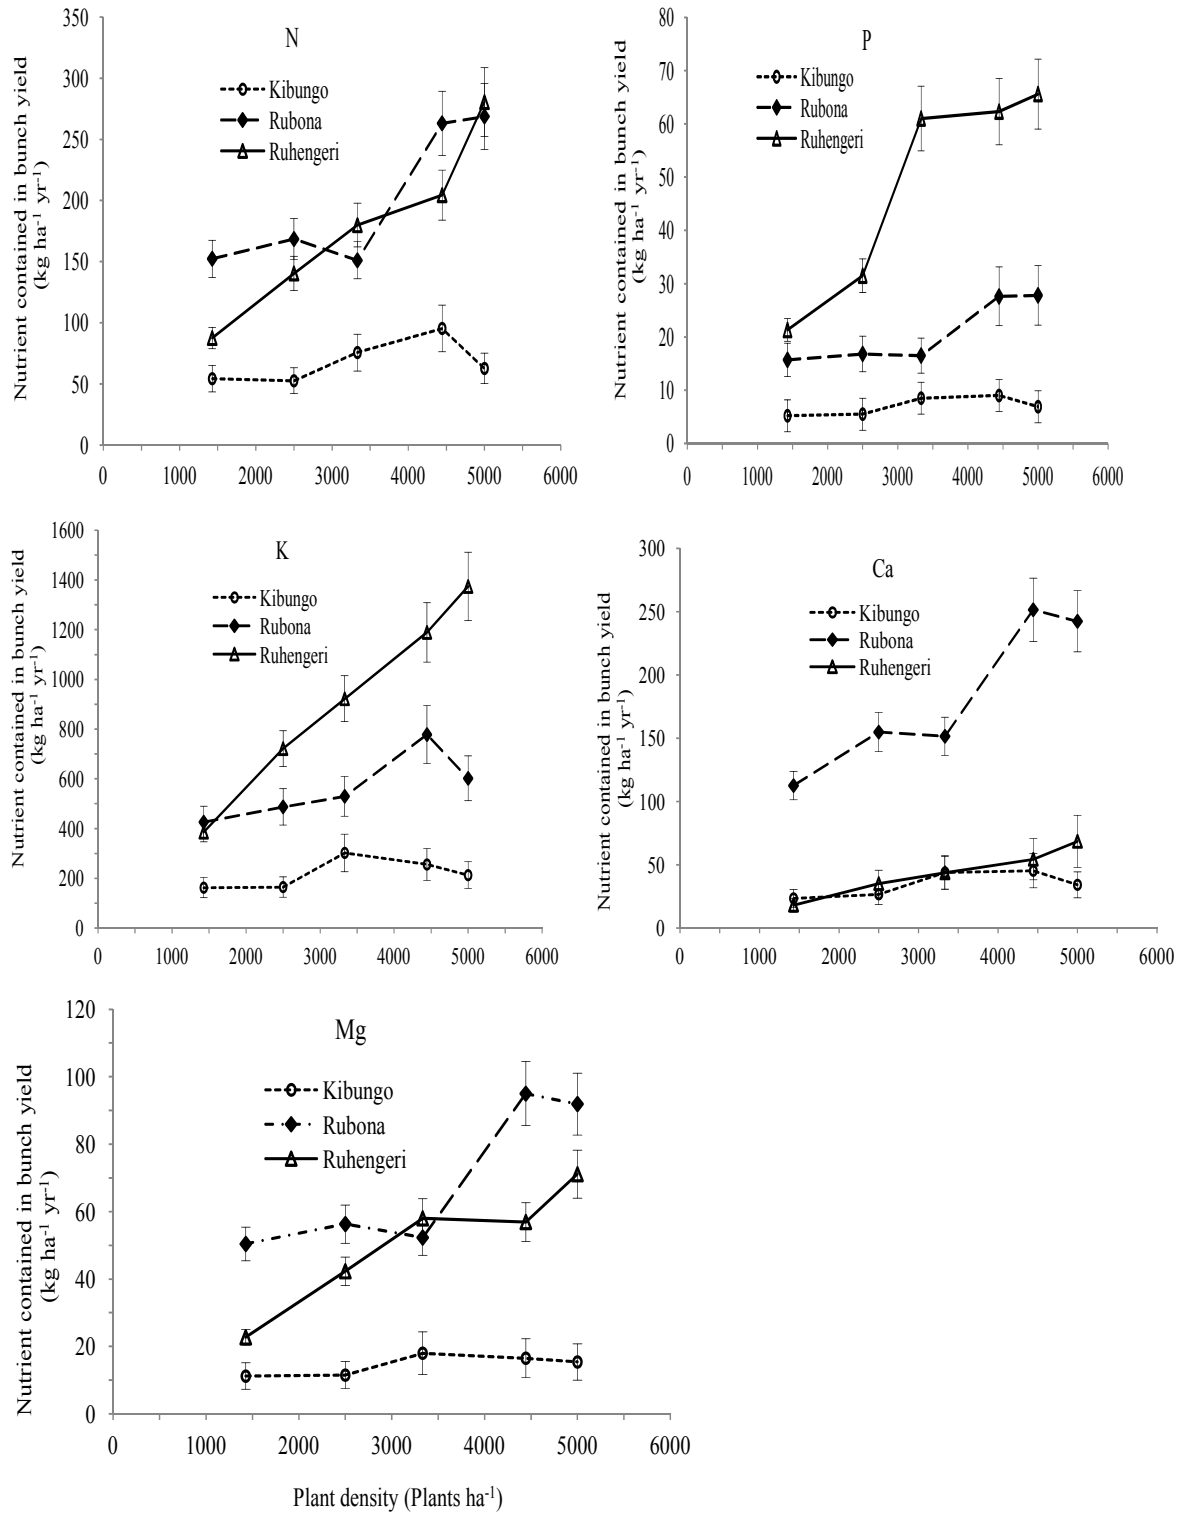 N
Kibungo
Rubona
Ruhengeri
Nutrient contained in bunch yield
(kg ha-1 yr-1)
350
300
250
200
150
100
50
0
0 1000 2000 3000 4000 5000 6000
P
Kibungo
Rubona
Ruhengeri
Nutrient contained in bunch yield
(kg ha-1 yr-1)
80
70
60
50
40
30
20
10
0
0 1000 2000 3000 4000 5000 6000
K
Kibungo
Rubona
Ruhengeri
Nutrient contained in bunch yield
(kg ha-1 yr-1)
1600
1400
1200
1000
800
600
400
200
0
0 1000 2000 3000 4000 5000 6000
Ca
Kibungo
Rubona
Ruhengeri
Nutrient contained in bunch yield
(kg ha-1 yr-1)
300
250
200
150
100
50
0
0 1000 2000 3000 4000 5000 6000
Mg
Kibungo
Rubona
Ruhengeri
Nutrient contained in bunch yield
(kg ha-1 yr-1)
120
100
80
60
40
20
0
0 1000 2000 3000 4000 5000 6000
Plant density (Plants ha-1)